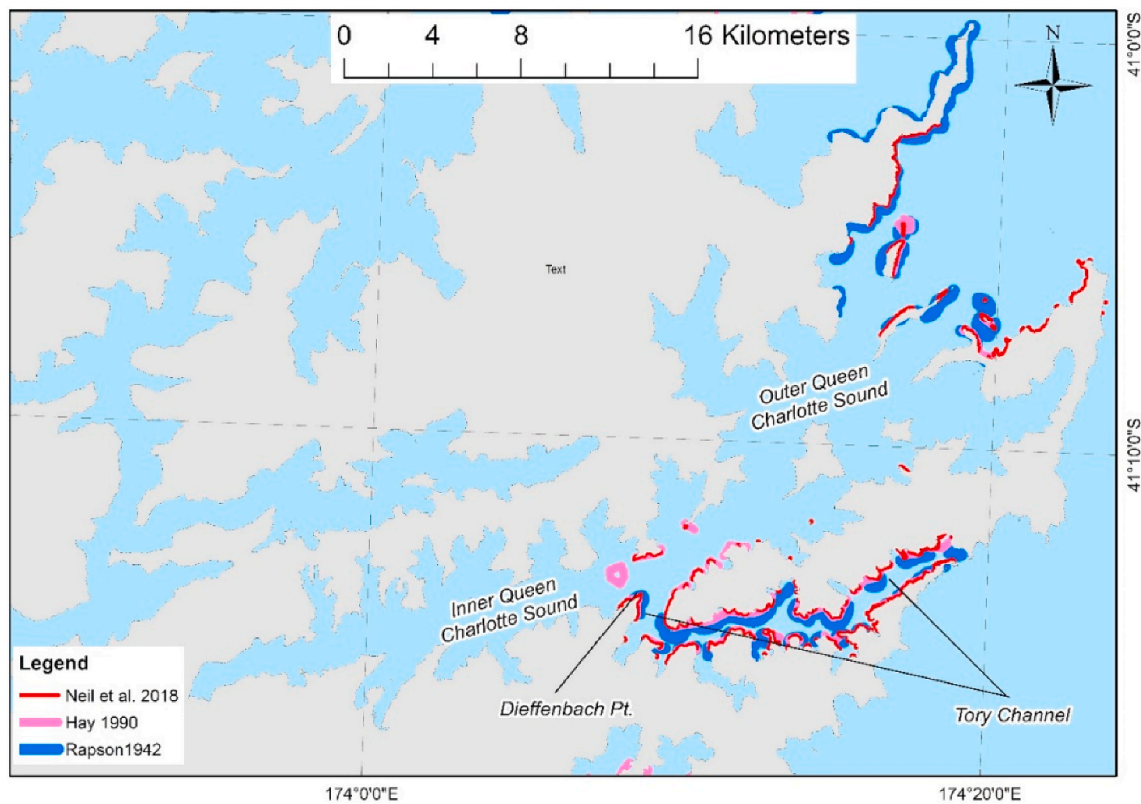 0 4 8 16 Kilometers
N
41°0'0"S
Text
Outer Queen
Charlotte Sound
41°10'0"S
Inner Queen
Charlotte Sound
Legend
Neil et al. 2018
Hay 1990
Rapson1942
Dieffenbach Pt.
Tory Channel
174°0'0"E
174°20'0"E